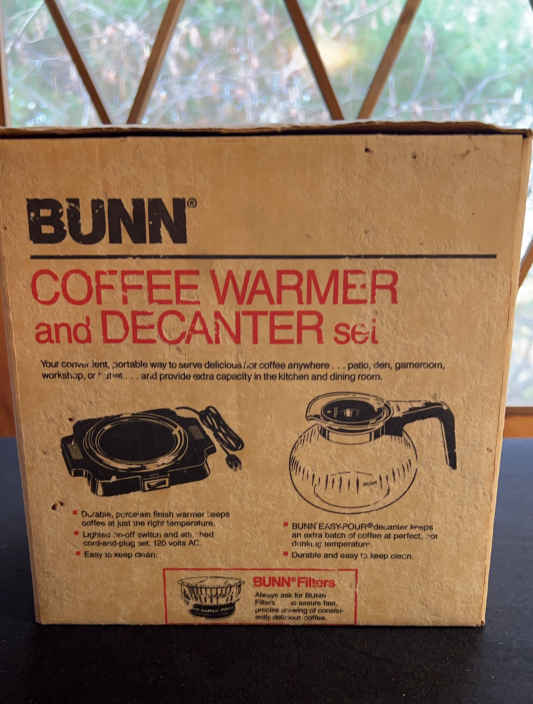 BUNN®
COFFEE WARMER
and DECANTER set
Your convenient, portable way to serve delicious hot coffee anywhere . . . patio, den, gameroom,
workshop, or . . . and provide extra capacity in the kitchen and dining room.
Durable, porcelain finish warmer keeps
coffee at just the right temperature.
Lighted on-off switch and attached
cord-and-plug set. 120 volts AC.
Easy to keep clean.
BUNN EASY-POUR® decanter keeps
an extra batch of coffee at perfect, hot
drinking temperature.
Durable and easy to keep clean.
BUNN® Filters
Always ask for BUNN
Filters to assure fast,
precise brewing of consist-
ently delicious coffee.